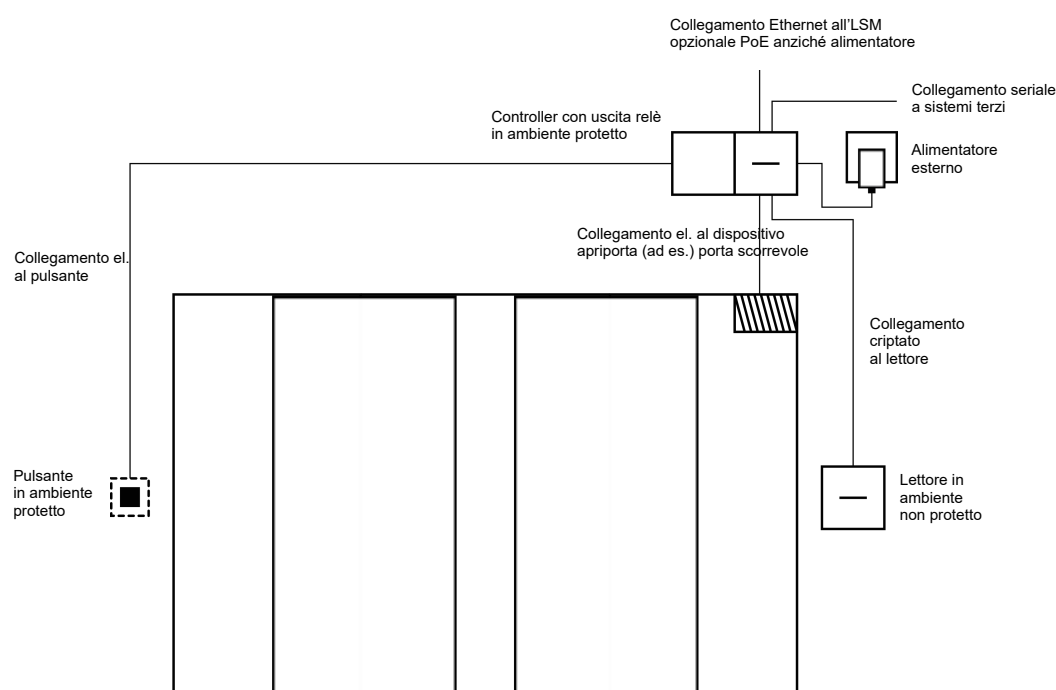 Collegamento Ethernet all'LSM
opzionale PoE anziché alimentatore
Collegamento seriale
a sistemi terzi
Controller con uscita relè
in ambiente protetto
Alimentatore
esterno
Collegamento el. al dispositivo
apriporta (ad es.) porta scorrevole
Collegamento el.
al pulsante
Collegamento
criptato
al lettore
Pulsante
in ambiente
protetto
Lettore in
ambiente
non protetto